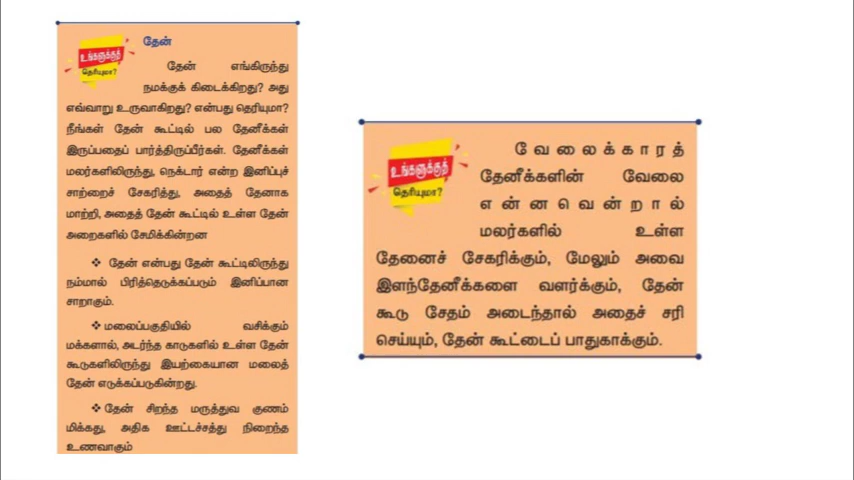 தேன்
உங்களுக்குத்
தெரியுமா?
தேன் எங்கிருந்து
நமக்குக் கிடைக்கிறது? அது
எவ்வாறு உருவாகிறது? என்பது தெரியுமா?
நீங்கள் தேன் கூட்டில் பல தேனீக்கள்
இருப்பதைப் பார்த்திருப்பீர்கள். தேனீக்கள்
மலர்களிலிருந்து, நெக்டார் என்ற இனிப்புச்
சாற்றைச் சேகரித்து, அதைத் தேனாக
மாற்றி, அதைத் தேன் கூட்டில் உள்ள தேன்
அறைகளில் சேமிக்கின்றன
❖ தேன் என்பது தேன் கூட்டிலிருந்து
நம்மால் பிரித்தெடுக்கப்படும் இனிப்பான
சாறாகும்.
❖ மலைப்பகுதியில் வசிக்கும்
மக்களால், அடர்ந்த காடுகளில் உள்ள தேன்
கூடுகளிலிருந்து இயற்கையான மலைத்
தேன் எடுக்கப்படுகின்றது.
❖ தேன் சிறந்த மருத்துவ குணம்
மிக்கது, அதிக ஊட்டச்சத்து நிறைந்த
உணவாகும்
உங்களுக்குத்
தெரியுமா?
வேலைக்காரத்
தேனீக்களின் வேலை
என்னவென்றால்
மலர்களில் உள்ள
தேனைச் சேகரிக்கும், மேலும் அவை
இளந்தேனீக்களை வளர்க்கும், தேன்
கூடு சேதம் அடைந்தால் அதைச் சரி
செய்யும், தேன் கூட்டைப் பாதுகாக்கும்.